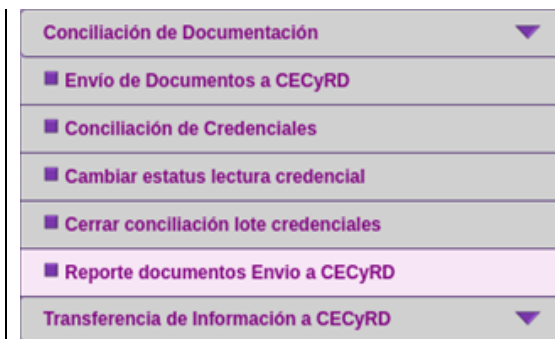 Conciliación de Documentación
Envío de Documentos a CECyRD
Conciliación de Credenciales
Cambiar estatus lectura credencial
Cerrar conciliación lote credenciales
Reporte documentos Envio a CECyRD
Transferencia de Información a CECyRD